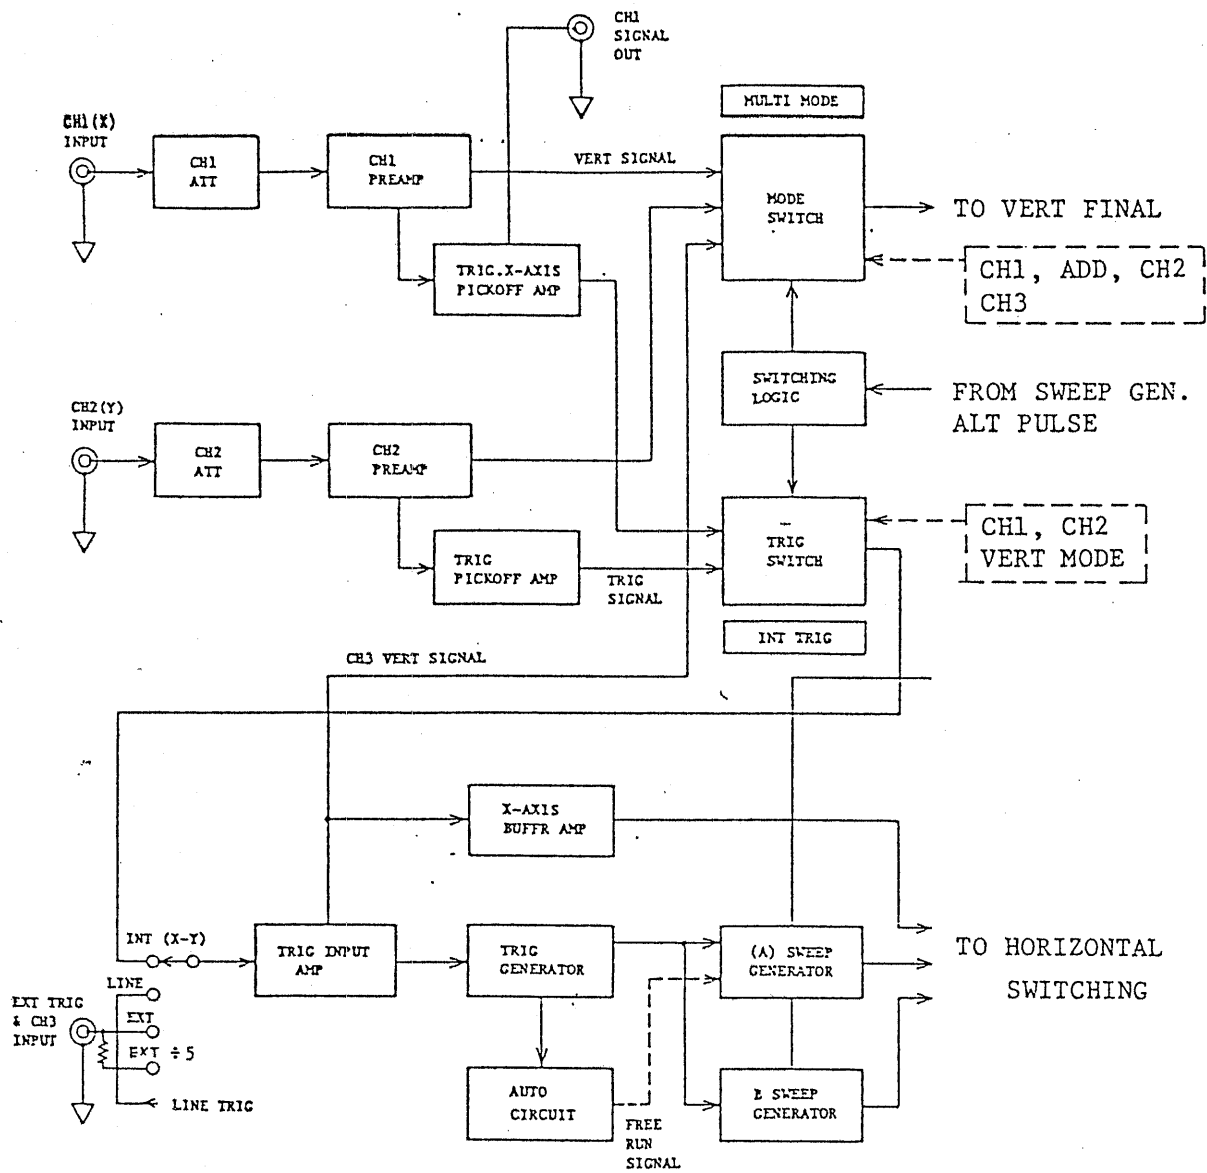 CH1
SIGNAL
OUT
MULTI MODE
CH1(X)
INPUT
CH1
ATT
CH1
PREAMP
VERT SIGNAL
MODE
SWITCH
TO VERT FINAL
TRIG.X-AXIS
PICKOFF AMP
CH1, ADD, CH2
CH3
SWITCHING
LOGIC
FROM SWEEP GEN.
ALT PULSE
CH2(Y)
INPUT
CH2
ATT
CH2
PREAMP
TRIG
SWITCH
CH1, CH2
VERT MODE
TRIG
PICKOFF AMP
TRIG
SIGNAL
INT TRIG
CH3 VERT SIGNAL
X-AXIS
BUFFR AMP
INT (X-Y)
TRIG INPUT
AMP
TRIG
GENERATOR
(A) SWEEP
GENERATOR
TO HORIZONTAL
SWITCHING
LINE
EXT TRIG
& CH3
INPUT
EXT
EXT ÷5
LINE TRIG
AUTO
CIRCUIT
FREE
RUN
SIGNAL
B SWEEP
GENERATOR